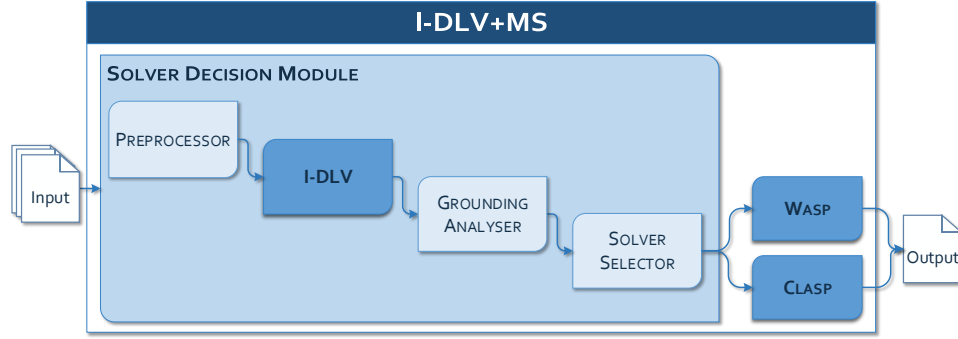 I-DLV+MS
SOLVER DECISION MODULE
PREPROCESSOR
I-DLV
GROUNDING
ANALYSER
SOLVER
SELECTOR
WASP
CLASP
Input
Output